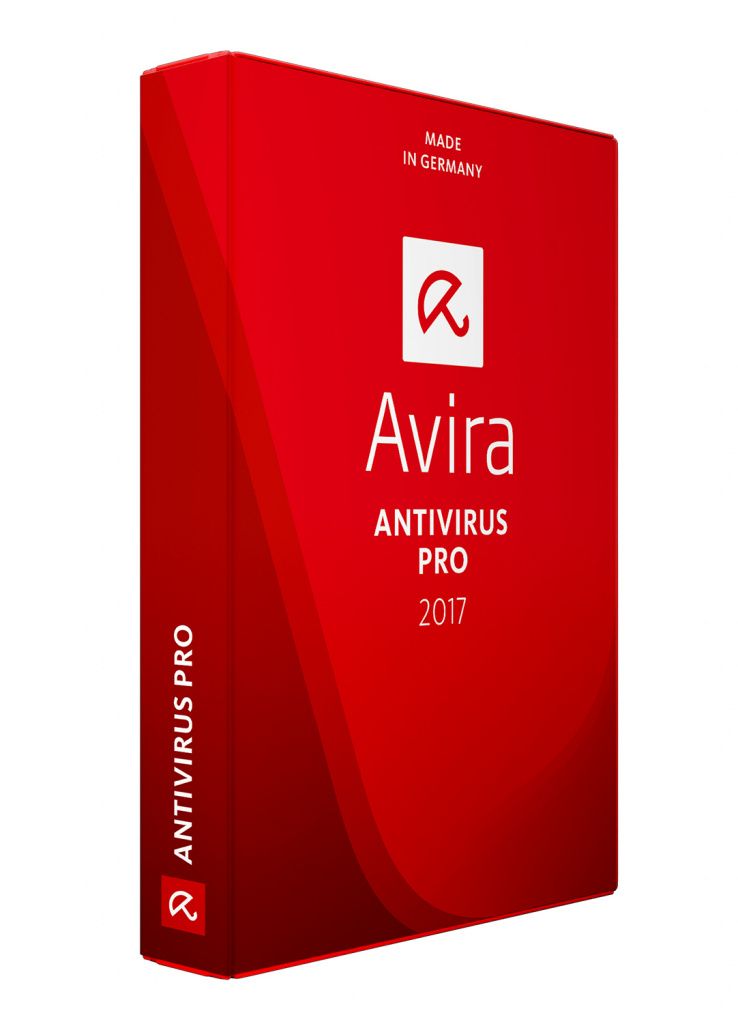 MADE
IN GERMANY
Avira
ANTIVIRUS
PRO
2017
ANTIVIRUS PRO